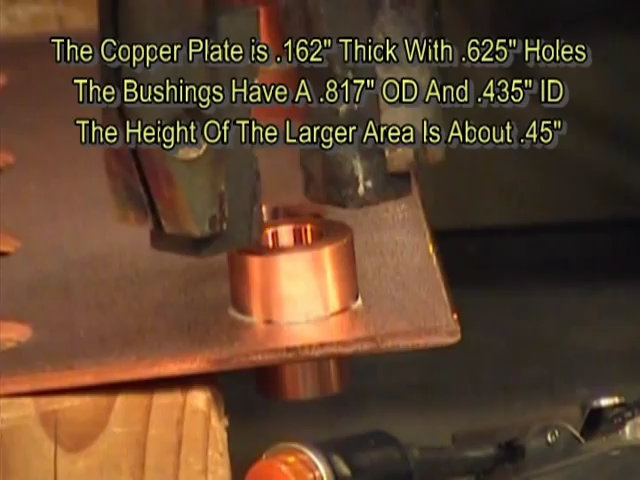 The Copper Plate is .162" Thick With .625" Holes
The Bushings Have A .817" OD And .435" ID
The Height Of The Larger Area Is About .45"